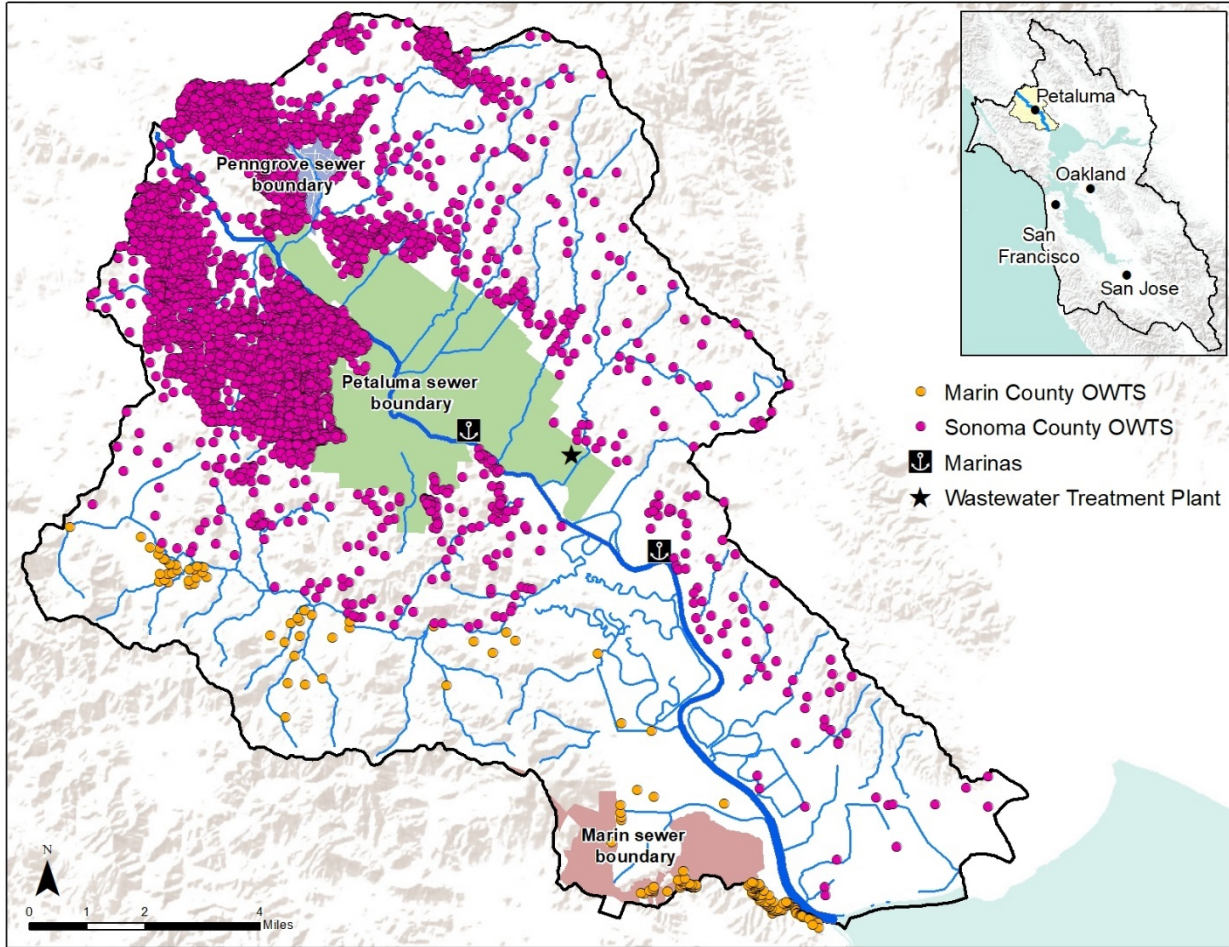 Penngrove sewer
boundary
Petaluma sewer
boundary
Marin sewer
boundary
N
0 1 2 4
Miles
Petaluma
Oakland
San
Francisco
San Jose
Marin County OWTS
Sonoma County OWTS
Marinas
Wastewater Treatment Plant